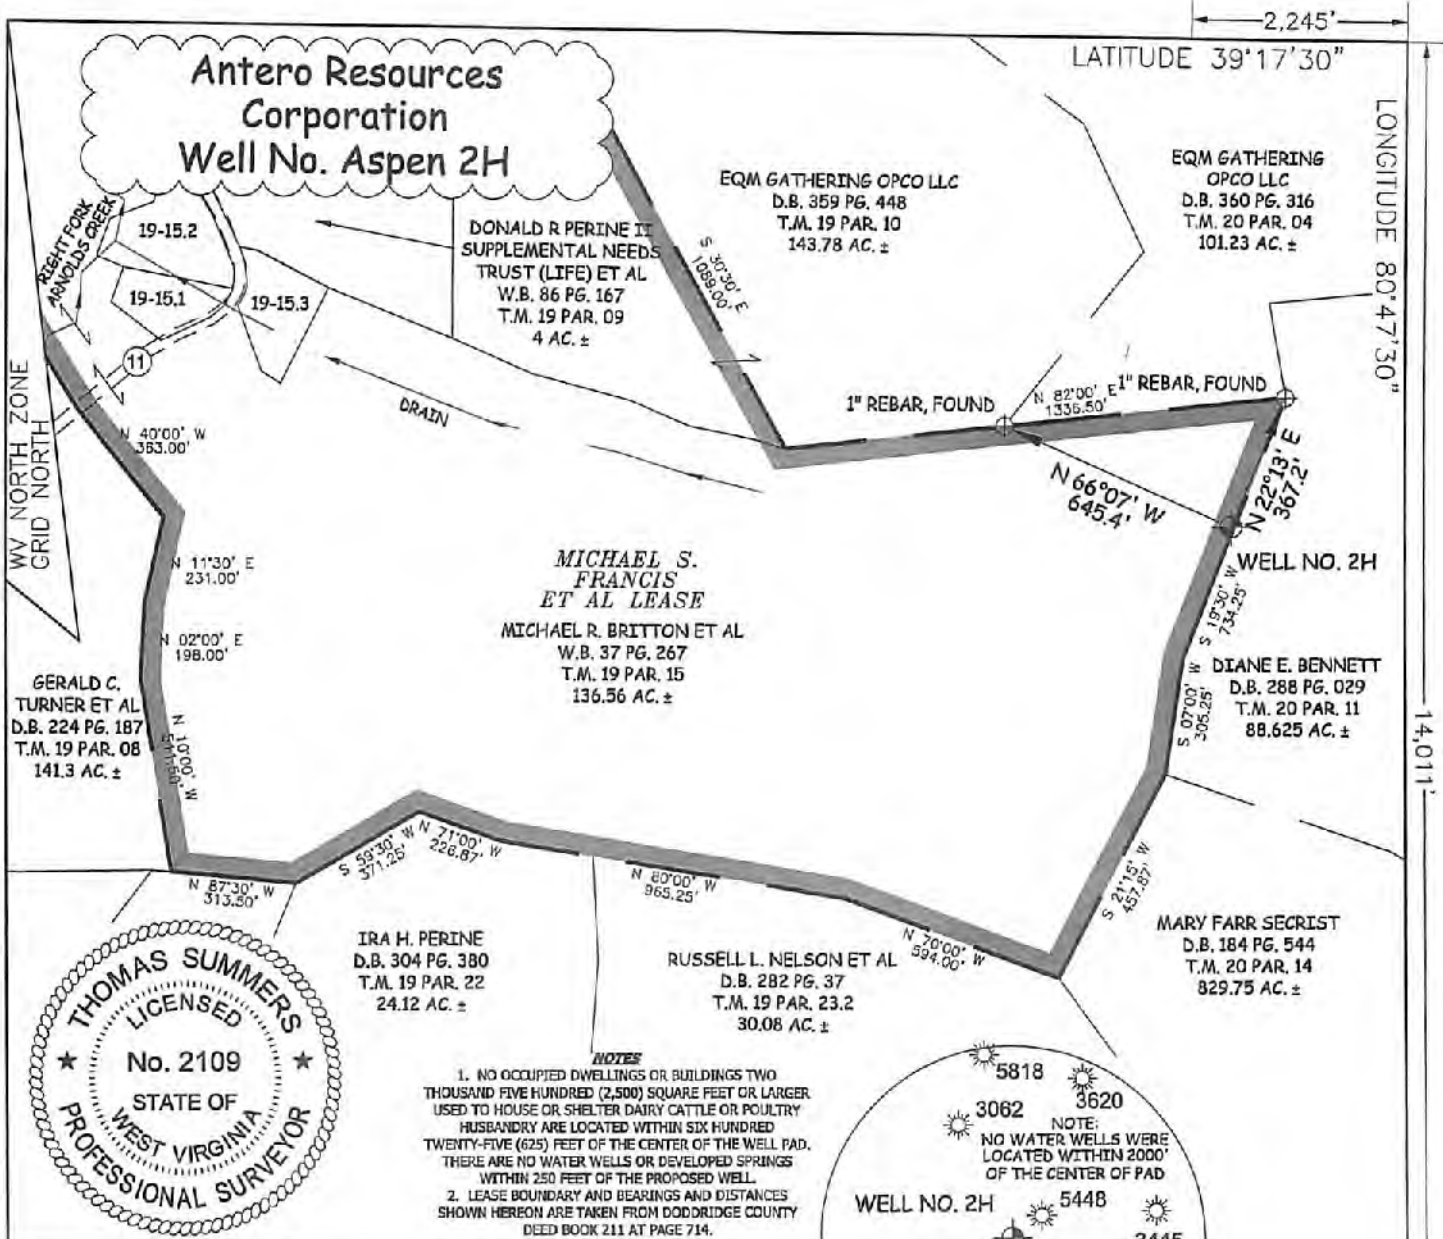 2,245'
LATITUDE 39°17'30"
LONGITUDE 80°47'30"
14,011'
Antero Resources
Corporation
Well No. Aspen 2H
RIGHT FORK
ARNOLDS CREEK
19-15.2
19-15.1
19-15.3
11
WV NORTH ZONE
GRID NORTH
DONALD R PERINE II
SUPPLEMENTAL NEEDS
TRUST (LIFE) ET AL
W.B. 86 PG. 167
T.M. 19 PAR. 09
4 AC. ±
S 30°30' E
1089.00'
EQM GATHERING OPCO LLC
D.B. 359 PG. 448
T.M. 19 PAR. 10
143.78 AC. ±
EQM GATHERING
OPCO LLC
D.B. 360 PG. 316
T.M. 20 PAR. 04
101.23 AC. ±
DRAIN
1" REBAR, FOUND
N 82°00' E
1336.50'
1" REBAR, FOUND
N 66°07' W
645.4'
N 22°13' E
367.2'
WELL NO. 2H
N 40°00' W
363.00'
N 11°30' E
231.00'
N 02°00' E
198.00'
N 10°00' W
MICHAEL S.
FRANCIS
ET AL LEASE
MICHAEL R. BRITTON ET AL
W.B. 37 PG. 267
T.M. 19 PAR. 15
136.56 AC. ±
S 19°30' W
734.25'
S 07°00' W
305.25'
DIANE E. BENNETT
D.B. 288 PG. 029
T.M. 20 PAR. 11
88.625 AC. ±
GERALD C.
TURNER ET AL
D.B. 224 PG. 187
T.M. 19 PAR. 08
141.3 AC. ±
N 87°30' W
313.50'
S 59°30' W
371.25'
N 71°00' W
226.87'
N 80°00' W
965.25'
N 70°00' W
594.00'
S 21°15' W
457.87'
MARY FARR SECRIST
D.B. 184 PG. 544
T.M. 20 PAR. 14
829.75 AC. ±
IRA H. PERINE
D.B. 304 PG. 380
T.M. 19 PAR. 22
24.12 AC. ±
RUSSELL L. NELSON ET AL
D.B. 282 PG. 37
T.M. 19 PAR. 23.2
30.08 AC. ±
THOMAS SUMMERS
LICENSED
No. 2109
STATE OF
WEST VIRGINIA
PROFESSIONAL SURVEYOR
NOTES
1. NO OCCUPIED DWELLINGS OR BUILDINGS TWO
THOUSAND FIVE HUNDRED (2,500) SQUARE FEET OR LARGER
USED TO HOUSE OR SHELTER DAIRY CATTLE OR POULTRY
HUSBANDRY ARE LOCATED WITHIN SIX HUNDRED
TWENTY-FIVE (625) FEET OF THE CENTER OF THE WELL PAD.
THERE ARE NO WATER WELLS OR DEVELOPED SPRINGS
WITHIN 250 FEET OF THE PROPOSED WELL.
2. LEASE BOUNDARY AND BEARINGS AND DISTANCES
SHOWN HEREON ARE TAKEN FROM DODDRIDGE COUNTY
DEED BOOK 211 AT PAGE 714.
5818
3620
3062
NOTE:
NO WATER WELLS WERE
LOCATED WITHIN 2000'
OF THE CENTER OF PAD
WELL NO. 2H
5448